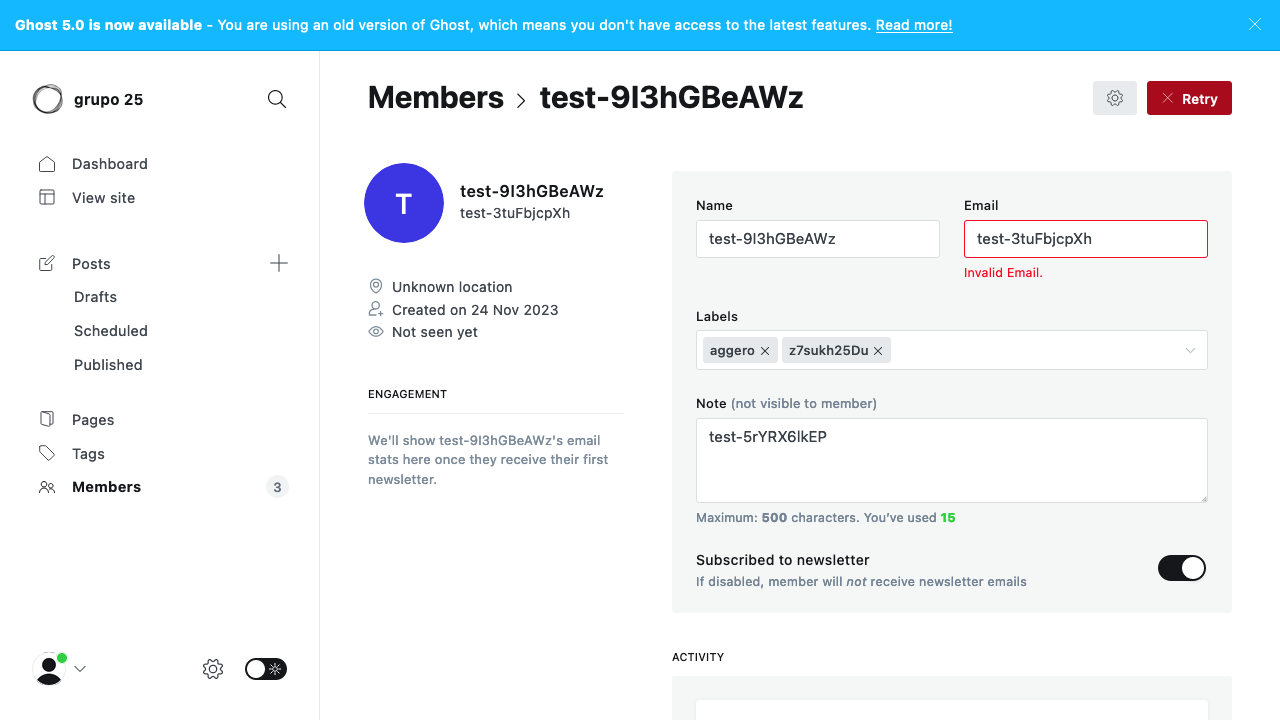 Ghost 5.0 is now available - You are using an old version of Ghost, which means you don't have access to the latest features. Read more!
grupo 25
Dashboard
View site
Posts
Drafts
Scheduled
Published
Pages
Tags
Members 3
Members > test-9I3hGBeAWz
Retry
T
test-9I3hGBeAWz
test-3tuFbjcpXh
Unknown location
Created on 24 Nov 2023
Not seen yet
ENGAGEMENT
We'll show test-9I3hGBeAWz's email
stats here once they receive their first
newsletter.
Name
test-9I3hGBeAWz
Email
test-3tuFbjcpXh
Invalid Email.
Labels
aggero
z7sukh25Du
Note (not visible to member)
test-5rYRX6lkEP
Maximum: 500 characters. You’ve used 15
Subscribed to newsletter
If disabled, member will not receive newsletter emails
ACTIVITY